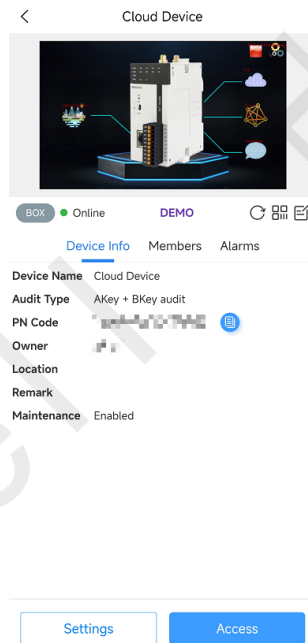 Cloud Device
BOX Online DEMO
Device Info Members Alarms
Device Name Cloud Device
Audit Type AKey + BKey audit
PN Code
Owner
Location
Remark
Maintenance Enabled
Settings Access